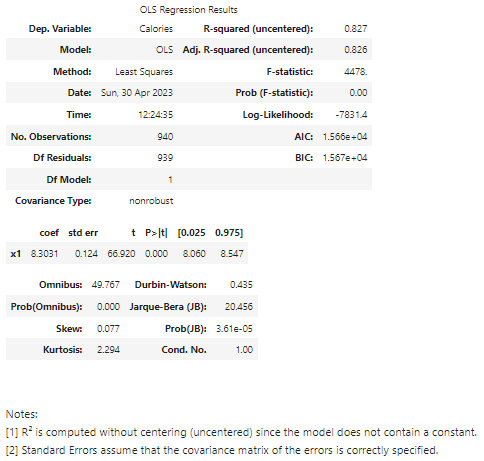 OLS Regression Results
Dep. Variable: Calories R-squared (uncentered): 0.827
Model: OLS Adj. R-squared (uncentered): 0.826
Method: Least Squares F-statistic: 4478.
Date: Sun, 30 Apr 2023 Prob (F-statistic): 0.00
Time: 12:24:35 Log-Likelihood: -7831.4
No. Observations: 940 AIC: 1.566e+04
Df Residuals: 939 BIC: 1.567e+04
Df Model: 1
Covariance Type: nonrobust
coef std err t P>|t| [0.025 0.975]
x1 8.3031 0.124 66.920 0.000 8.060 8.547
Omnibus: 49.767 Durbin-Watson: 0.435
Prob(Omnibus): 0.000 Jarque-Bera (JB): 20.456
Skew: 0.077 Prob(JB): 3.61e-05
Kurtosis: 2.294 Cond. No. 1.00
Notes:
[1] R² is computed without centering (uncentered) since the model does not contain a constant.
[2] Standard Errors assume that the covariance matrix of the errors is correctly specified.